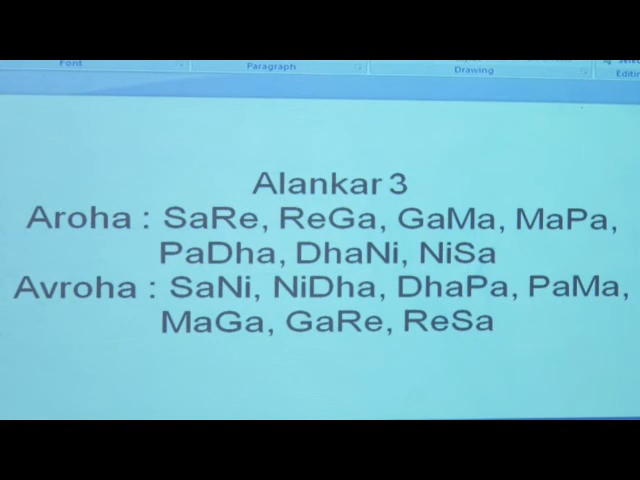 Font
Paragraph
Drawing
Editing
Alankar 3
Aroha : SaRe, ReGa, GaMa, MaPa,
PaDha, DhaNi, NiSa
Avroha : SaNi, NiDha, DhaPa, PaMa,
MaGa, GaRe, ReSa